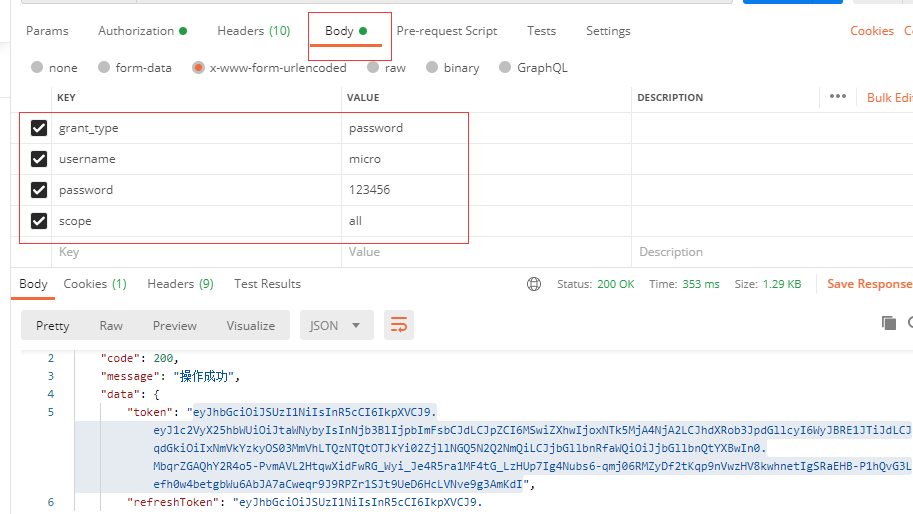 Params Authorization Headers (10) Body Pre-request Script Tests Settings Cookies
none form-data x-www-form-urlencoded raw binary GraphQL
KEY VALUE DESCRIPTION ••• Bulk Edi
grant_type password
username micro
password 123456
scope all
Key Value Description
Body Cookies (1) Headers (9) Test Results Status: 200 OK Time: 353 ms Size: 1.29 KB Save Response
Pretty Raw Preview Visualize JSON
2 "code": 200,
3 "message": "操作成功",
4 "data": {
5 "token": "eyJhbGciOiJSUzI1NiIsInR5cCI6IkpXVCJ9.
eyJ1c2VyX25hbWUiOiJtaWNybyIsInNjb3BlIjpbImFsbCJdLCJpZCI6MSwiZXhwIjoxNTk5MjA4NjA2LCJhdXRob3JpdGllcyI6WyJBRE1JTiJdLCJ
qdGkiOiIxNmVkYzkyOS03MmVhLTQzNTQtOTJkYi02ZjllNGQ5N2Q2NmQiLCJjbGllbnRfaWQiOiJjbGllbnQtYXBwIn0.
MbqrZGAQhY2R4o5-PvmAVL2HtqwXidFwRG_Wyi_Je4R5ra1MF4tG_LzHUp7Ig4Nubs6-qmj06RMZyDf2tKqp9nVwzHV8kwhnetIgSRaEHB-P1hQvG3L
efh0w4betgbWu6AbJA7aCweqr9J9RPZr1SJt9UeD6HcLVNve9g3AmKdI",
6 "refreshToken": "eyJhbGciOiJSUzI1NiIsInR5cCI6IkpXVCJ9.